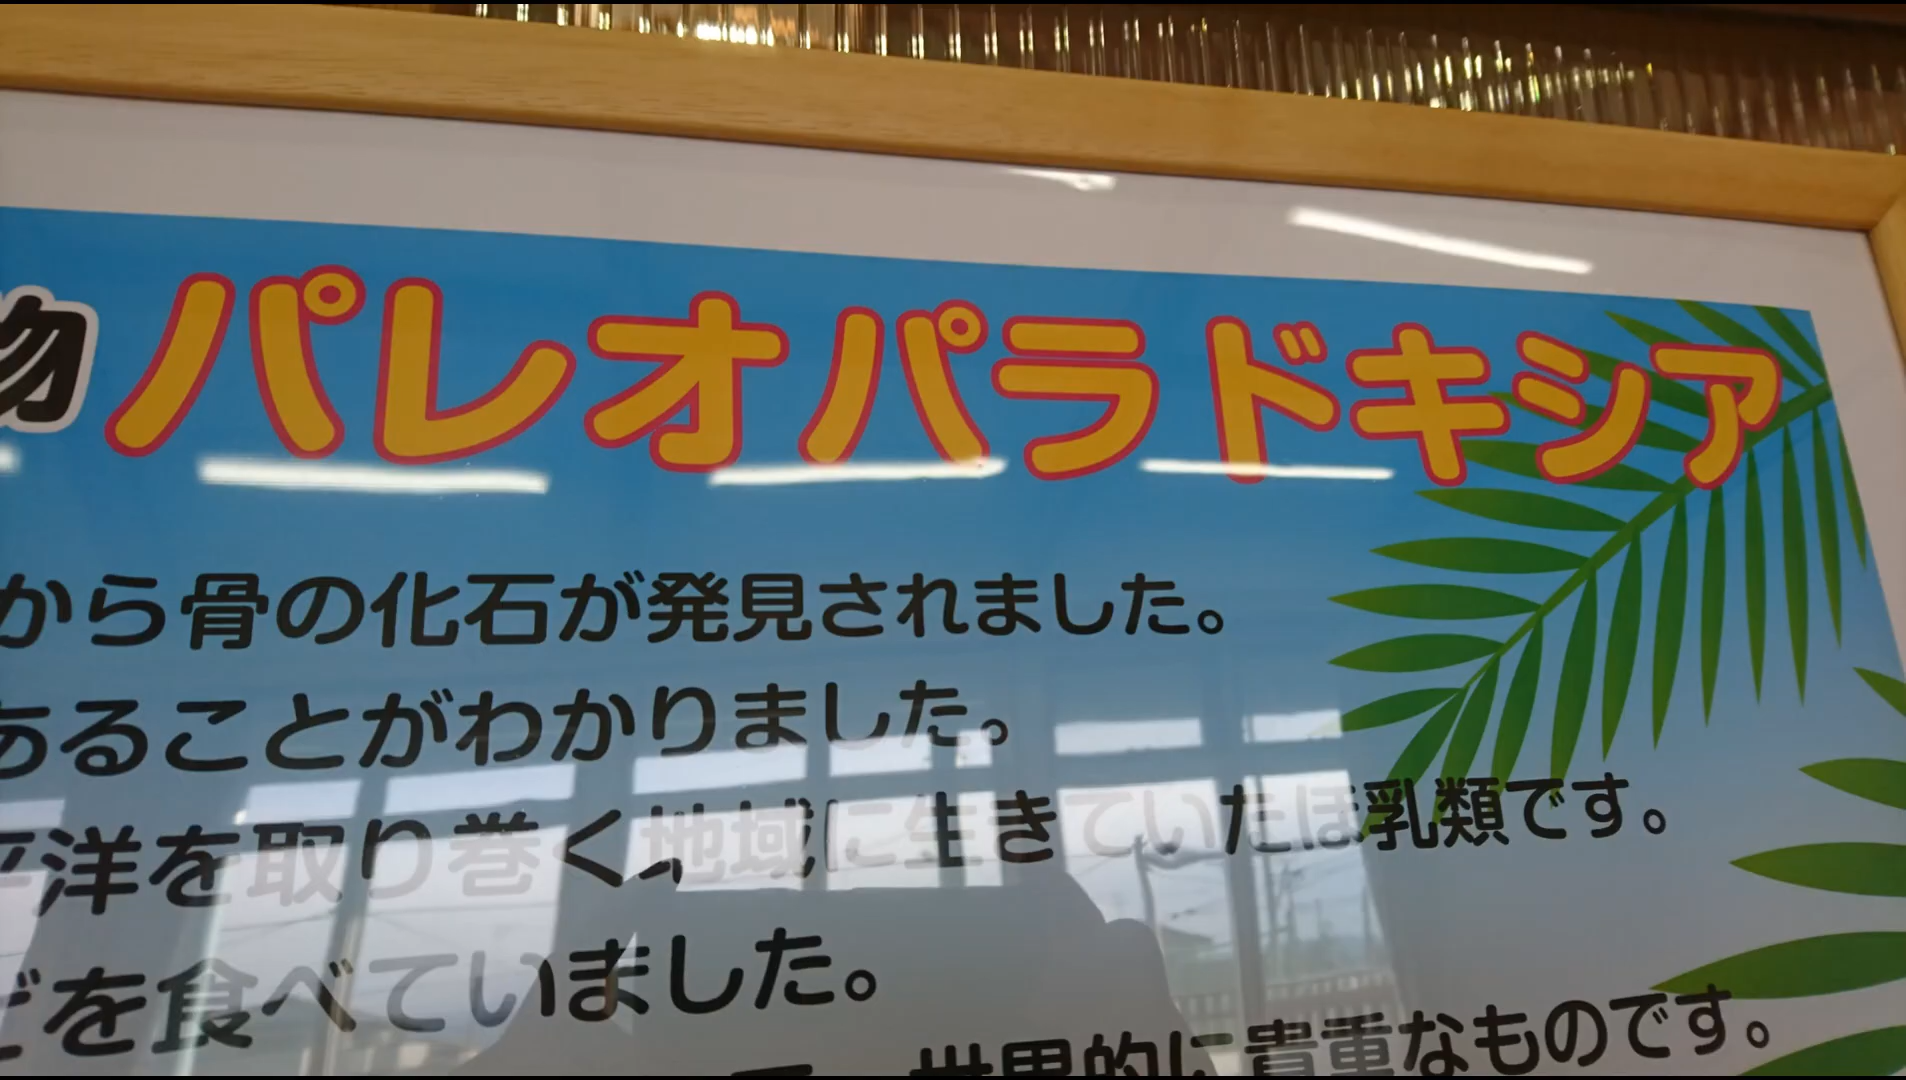 物 パレオパラドキシア
から骨の化石が発見されました。
あることがわかりました。
平洋を取り巻く地域に生きていたほ乳類です。
どを食べていました。
世界的に貴重なものです。